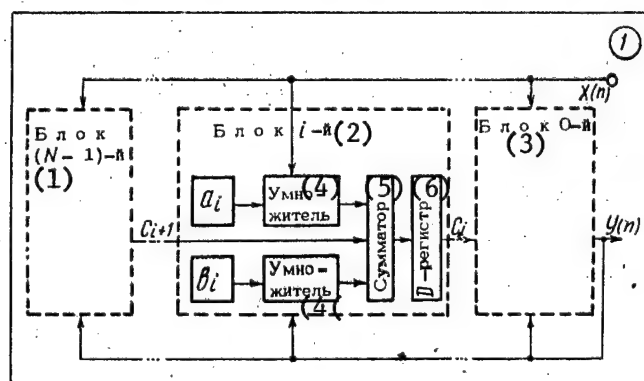 1
X(n)
Блок
(N-1)-й
(1)
Блок i-й(2)
Блок 0-й
(3)
ai
Умно-
житель
(4)
(5)
Сумматор
(6)
D-регистр
Ci+1
Ci
y(n)
вi
Умно-
житель
(4(